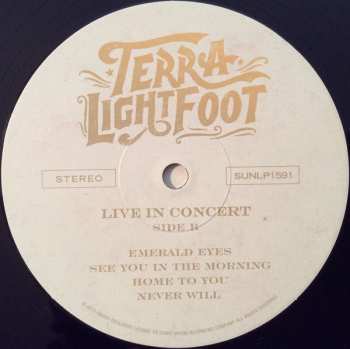 TERRA
LIGHTFOOT
STEREO
SUNLP1591
LIVE IN CONCERT
SIDE B
EMERALD EYES
SEE YOU IN THE MORNING
HOME TO YOU
NEVER WILL